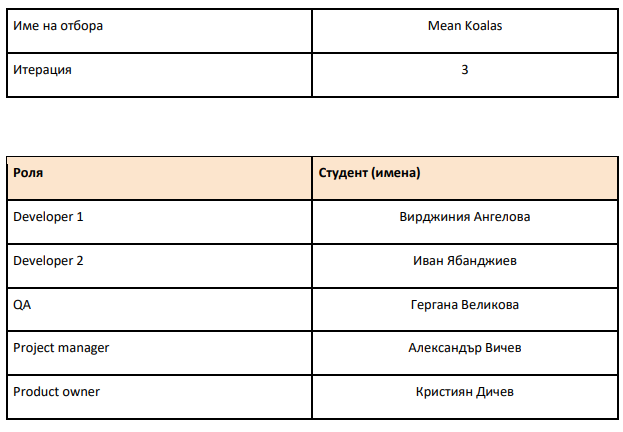 Име на отбора Mean Koalas
Итерация 3
Роля Студент (имена)
Developer 1 Вирджиния Ангелова
Developer 2 Иван Ябанджиев
QA Гергана Великова
Project manager Александър Вичев
Product owner Кристиян Дичев